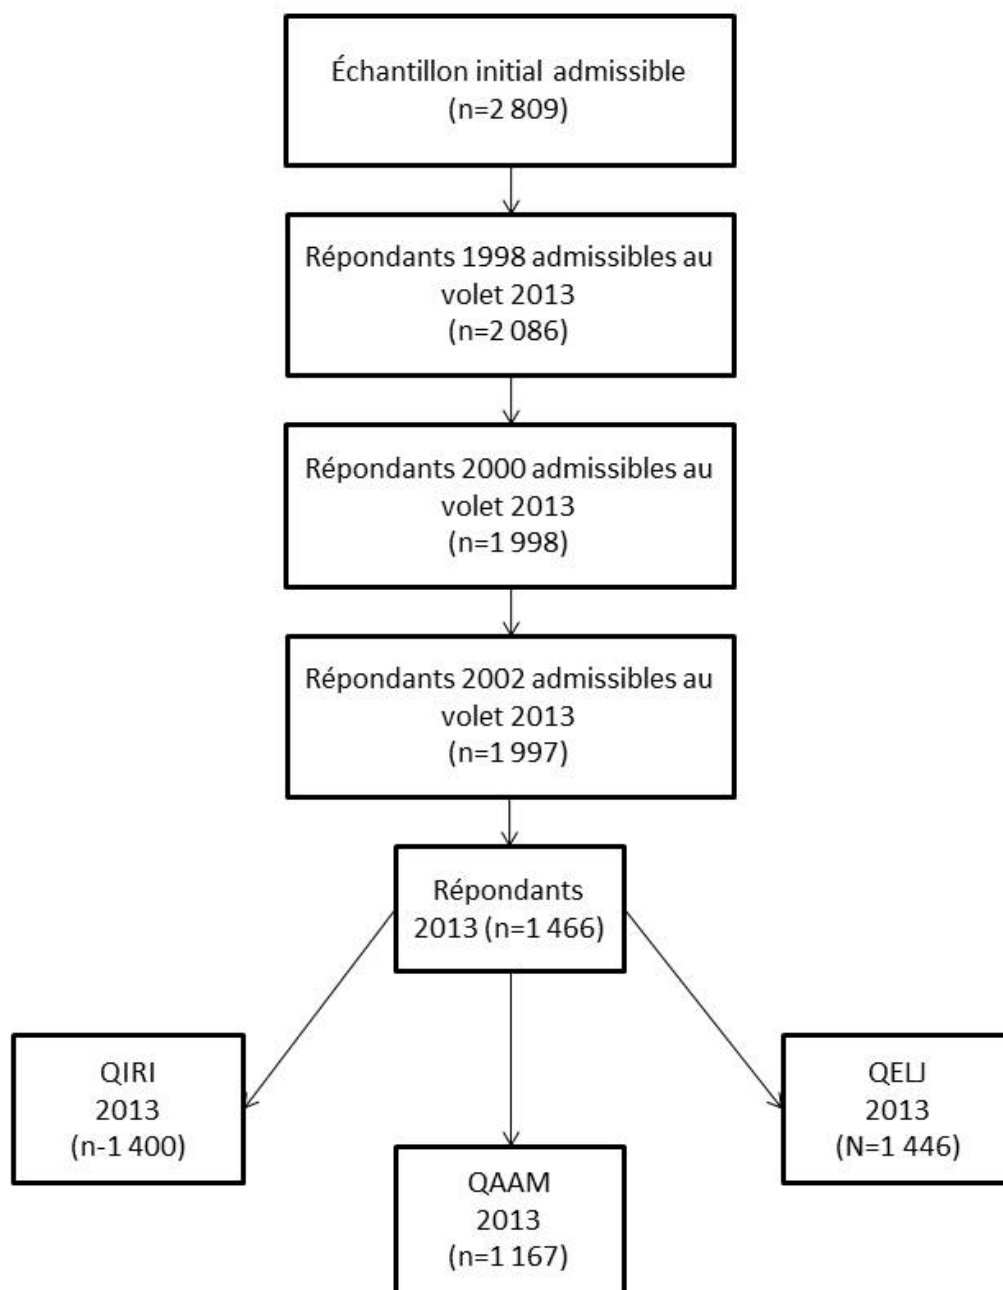 Échantillon initial admissible
(n=2 809)
Répondants 1998 admissibles au
volet 2013
(n=2 086)
Répondants 2000 admissibles au
volet 2013
(n=1 998)
Répondants 2002 admissibles au
volet 2013
(n=1 997)
Répondants
2013 (n=1 466)
QIRI
2013
(n-1 400)
QAAM
2013
(n=1 167)
QELJ
2013
(N=1 446)